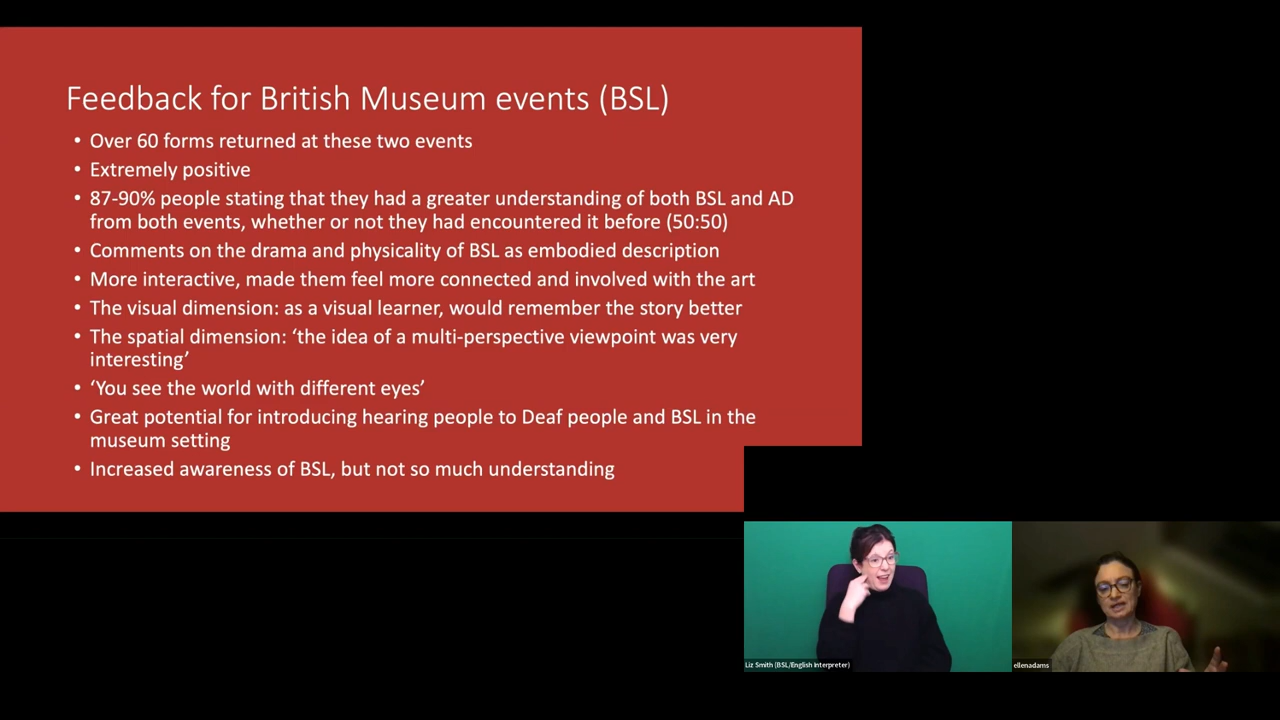 Feedback for British Museum events (BSL)
• Over 60 forms returned at these two events
• Extremely positive
• 87-90% people stating that they had a greater understanding of both BSL and AD
from both events, whether or not they had encountered it before (50:50)
• Comments on the drama and physicality of BSL as embodied description
• More interactive, made them feel more connected and involved with the art
• The visual dimension: as a visual learner, would remember the story better
• The spatial dimension: ‘the idea of a multi-perspective viewpoint was very
interesting’
• ‘You see the world with different eyes’
• Great potential for introducing hearing people to Deaf people and BSL in the
museum setting
• Increased awareness of BSL, but not so much understanding
Liz Smith (BSL/English Interpreter)
ellenadams